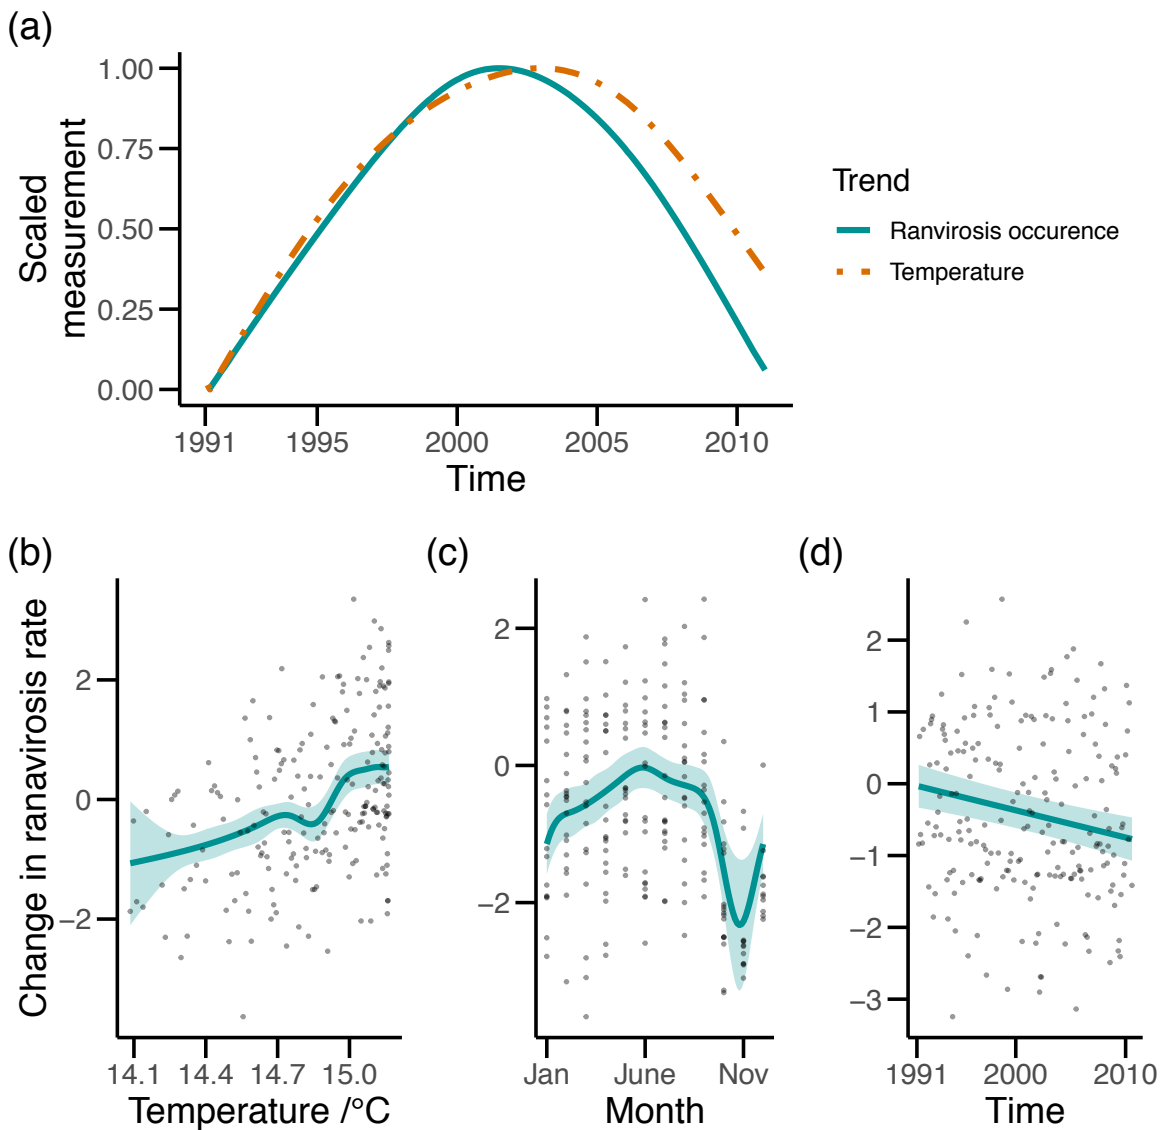 (a)
Scaled
measurement
1.00
0.75
0.50
0.25
0.00
1991 1995 2000 2005 2010
Time
Trend
Ranvirosis occurence
Temperature
(b)
Change in ranavirosis rate
2
0
−2
14.1 14.4 14.7 15.0
Temperature /°C
(c)
2
0
−2
Jan June Nov
Month
(d)
2
1
0
−1
−2
−3
1991 2000 2010
Time